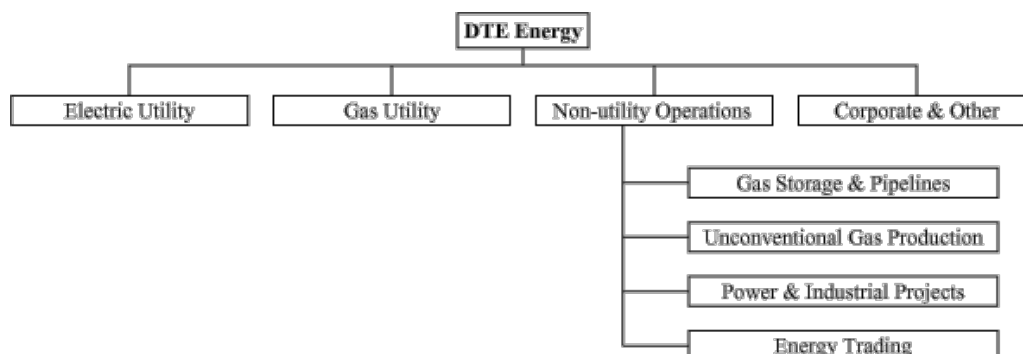 DTE Energy
Electric Utility
Gas Utility
Non-utility Operations
Corporate & Other
Gas Storage & Pipelines
Unconventional Gas Production
Power & Industrial Projects
Energy Trading